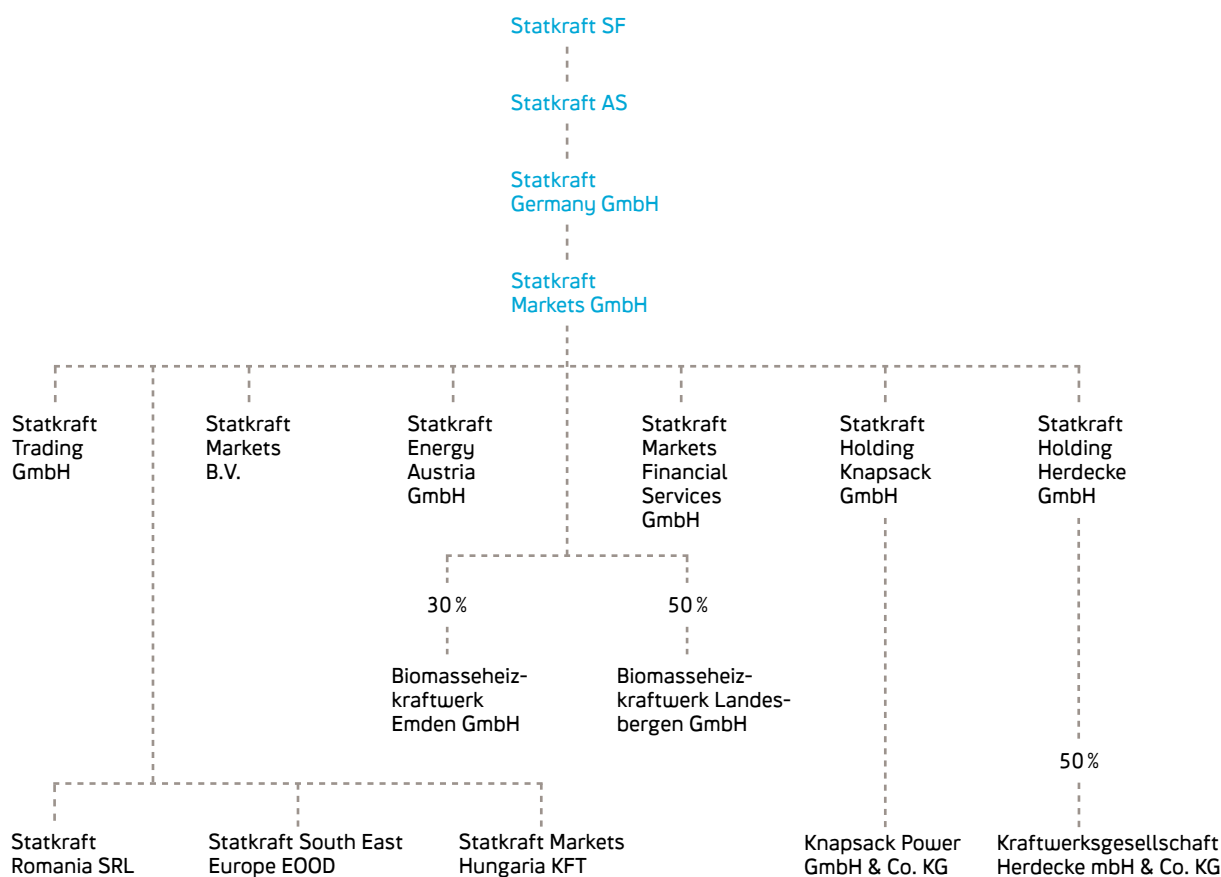 Statkraft SF
Statkraft AS
Statkraft
Germany GmbH
Statkraft
Markets GmbH
Statkraft
Trading
GmbH
Statkraft
Markets
B.V.
Statkraft
Energy
Austria
GmbH
Statkraft
Markets
Financial
Services
GmbH
Statkraft
Holding
Knapsack
GmbH
Statkraft
Holding
Herdecke
GmbH
30 %
50 %
Biomasseheiz-
kraftwerk
Emden GmbH
Biomasseheiz-
kraftwerk Landes-
bergen GmbH
50 %
Statkraft
Romania SRL
Statkraft South East
Europe EOOD
Statkraft Markets
Hungaria KFT
Knapsack Power
GmbH & Co. KG
Kraftwerksgesellschaft
Herdecke mbH & Co. KG